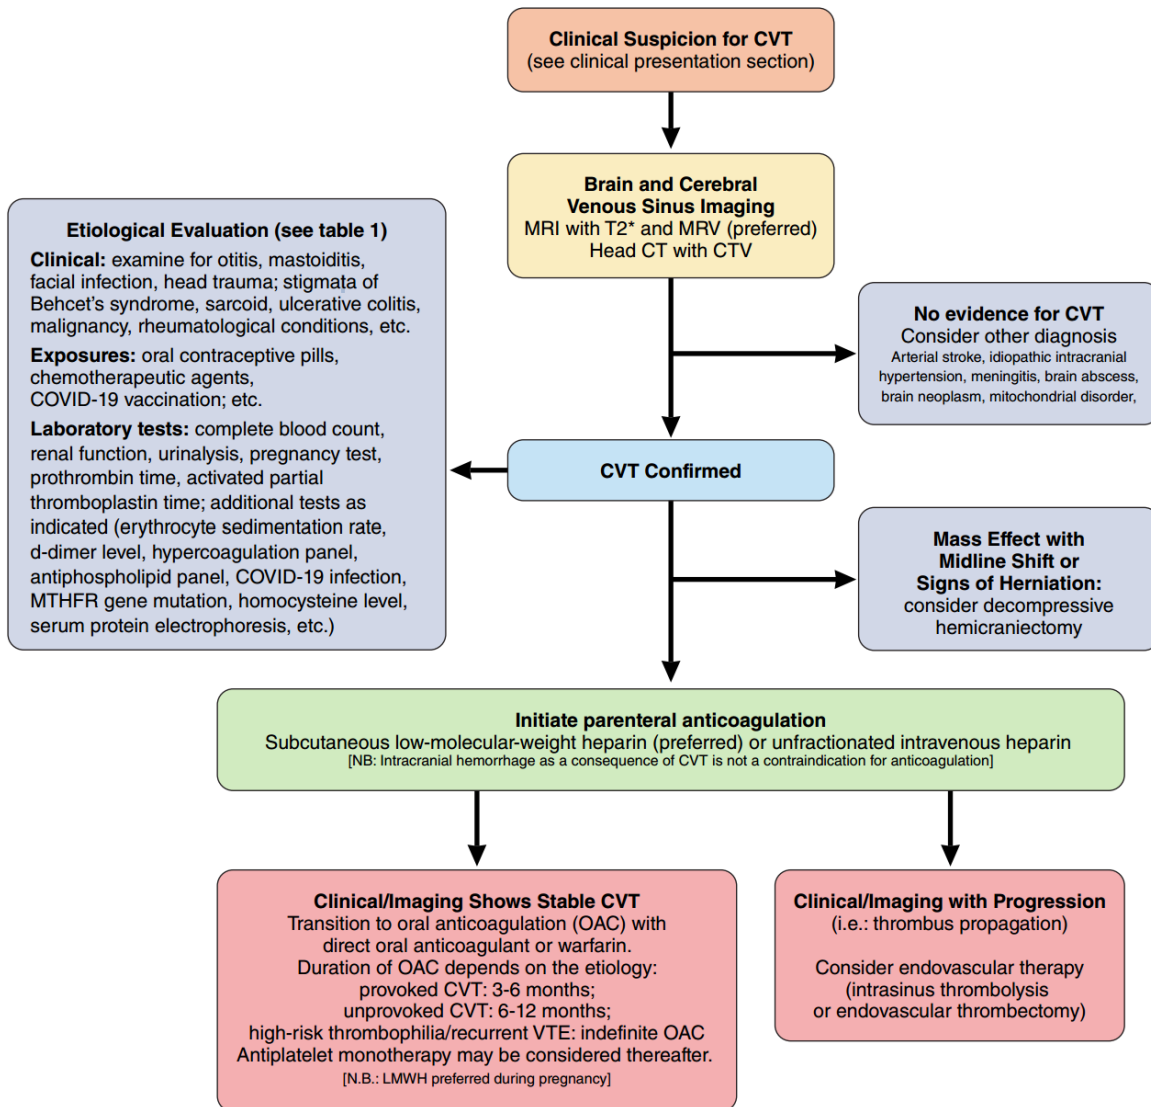 Clinical Suspicion for CVT
(see clinical presentation section)
Brain and Cerebral
Venous Sinus Imaging
MRI with T2* and MRV (preferred)
Head CT with CTV
Etiological Evaluation (see table 1)
Clinical: examine for otitis, mastoiditis,
facial infection, head trauma; stigmata of
Behcet's syndrome, sarcoid, ulcerative colitis,
malignancy, rheumatological conditions, etc.
Exposures: oral contraceptive pills,
chemotherapeutic agents,
COVID-19 vaccination; etc.
Laboratory tests: complete blood count,
renal function, urinalysis, pregnancy test,
prothrombin time, activated partial
thromboplastin time; additional tests as
indicated (erythrocyte sedimentation rate,
d-dimer level, hypercoagulation panel,
antiphospholipid panel, COVID-19 infection,
MTHFR gene mutation, homocysteine level,
serum protein electrophoresis, etc.)
No evidence for CVT
Consider other diagnosis
Arterial stroke, idiopathic intracranial
hypertension, meningitis, brain abscess,
brain neoplasm, mitochondrial disorder,
CVT Confirmed
Mass Effect with
Midline Shift or
Signs of Herniation:
consider decompressive
hemicraniectomy
Initiate parenteral anticoagulation
Subcutaneous low-molecular-weight heparin (preferred) or unfractionated intravenous heparin
[NB: Intracranial hemorrhage as a consequence of CVT is not a contraindication for anticoagulation]
Clinical/Imaging Shows Stable CVT
Transition to oral anticoagulation (OAC) with
direct oral anticoagulant or warfarin.
Duration of OAC depends on the etiology:
provoked CVT: 3-6 months;
unprovoked CVT: 6-12 months;
high-risk thrombophilia/recurrent VTE: indefinite OAC
Antiplatelet monotherapy may be considered thereafter.
[N.B.: LMWH preferred during pregnancy]
Clinical/Imaging with Progression
(i.e.: thrombus propagation)
Consider endovascular therapy
(intrasinus thrombolysis
or endovascular thrombectomy)